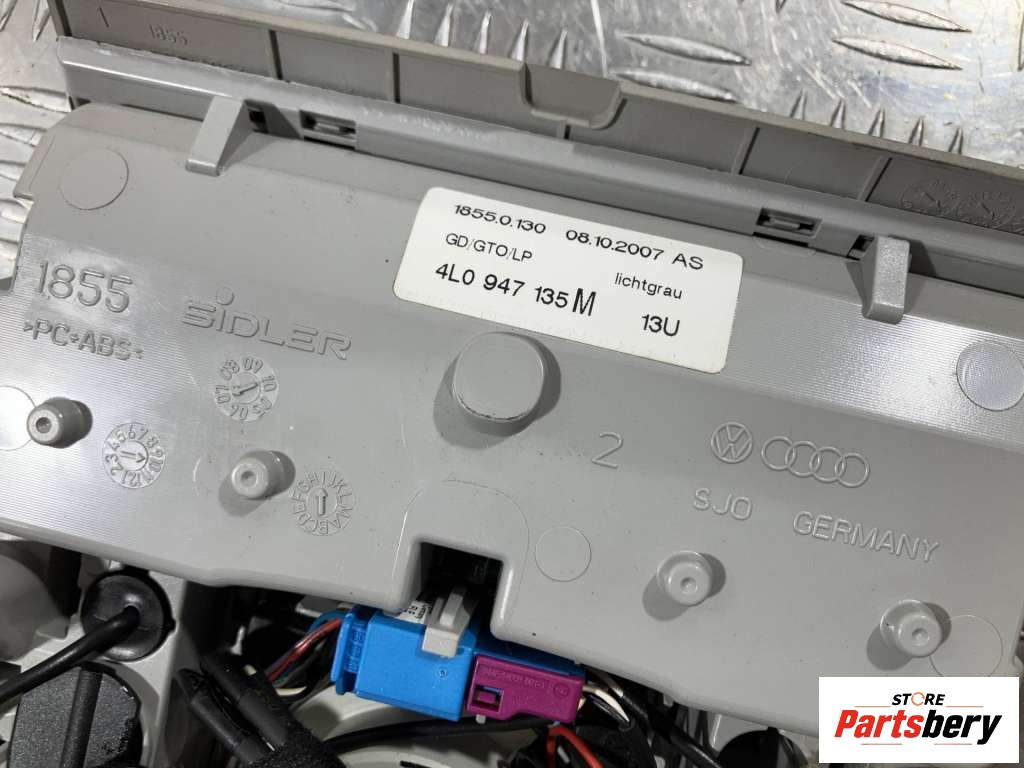 1855
1855.0.130 08.10.2007 AS
GD/GTO/LP lichtgrau
4L0 947 135 M 13U
1855
>PC+ABS<
SiDLER
2
SJO GERMANY
STORE
Partsbery